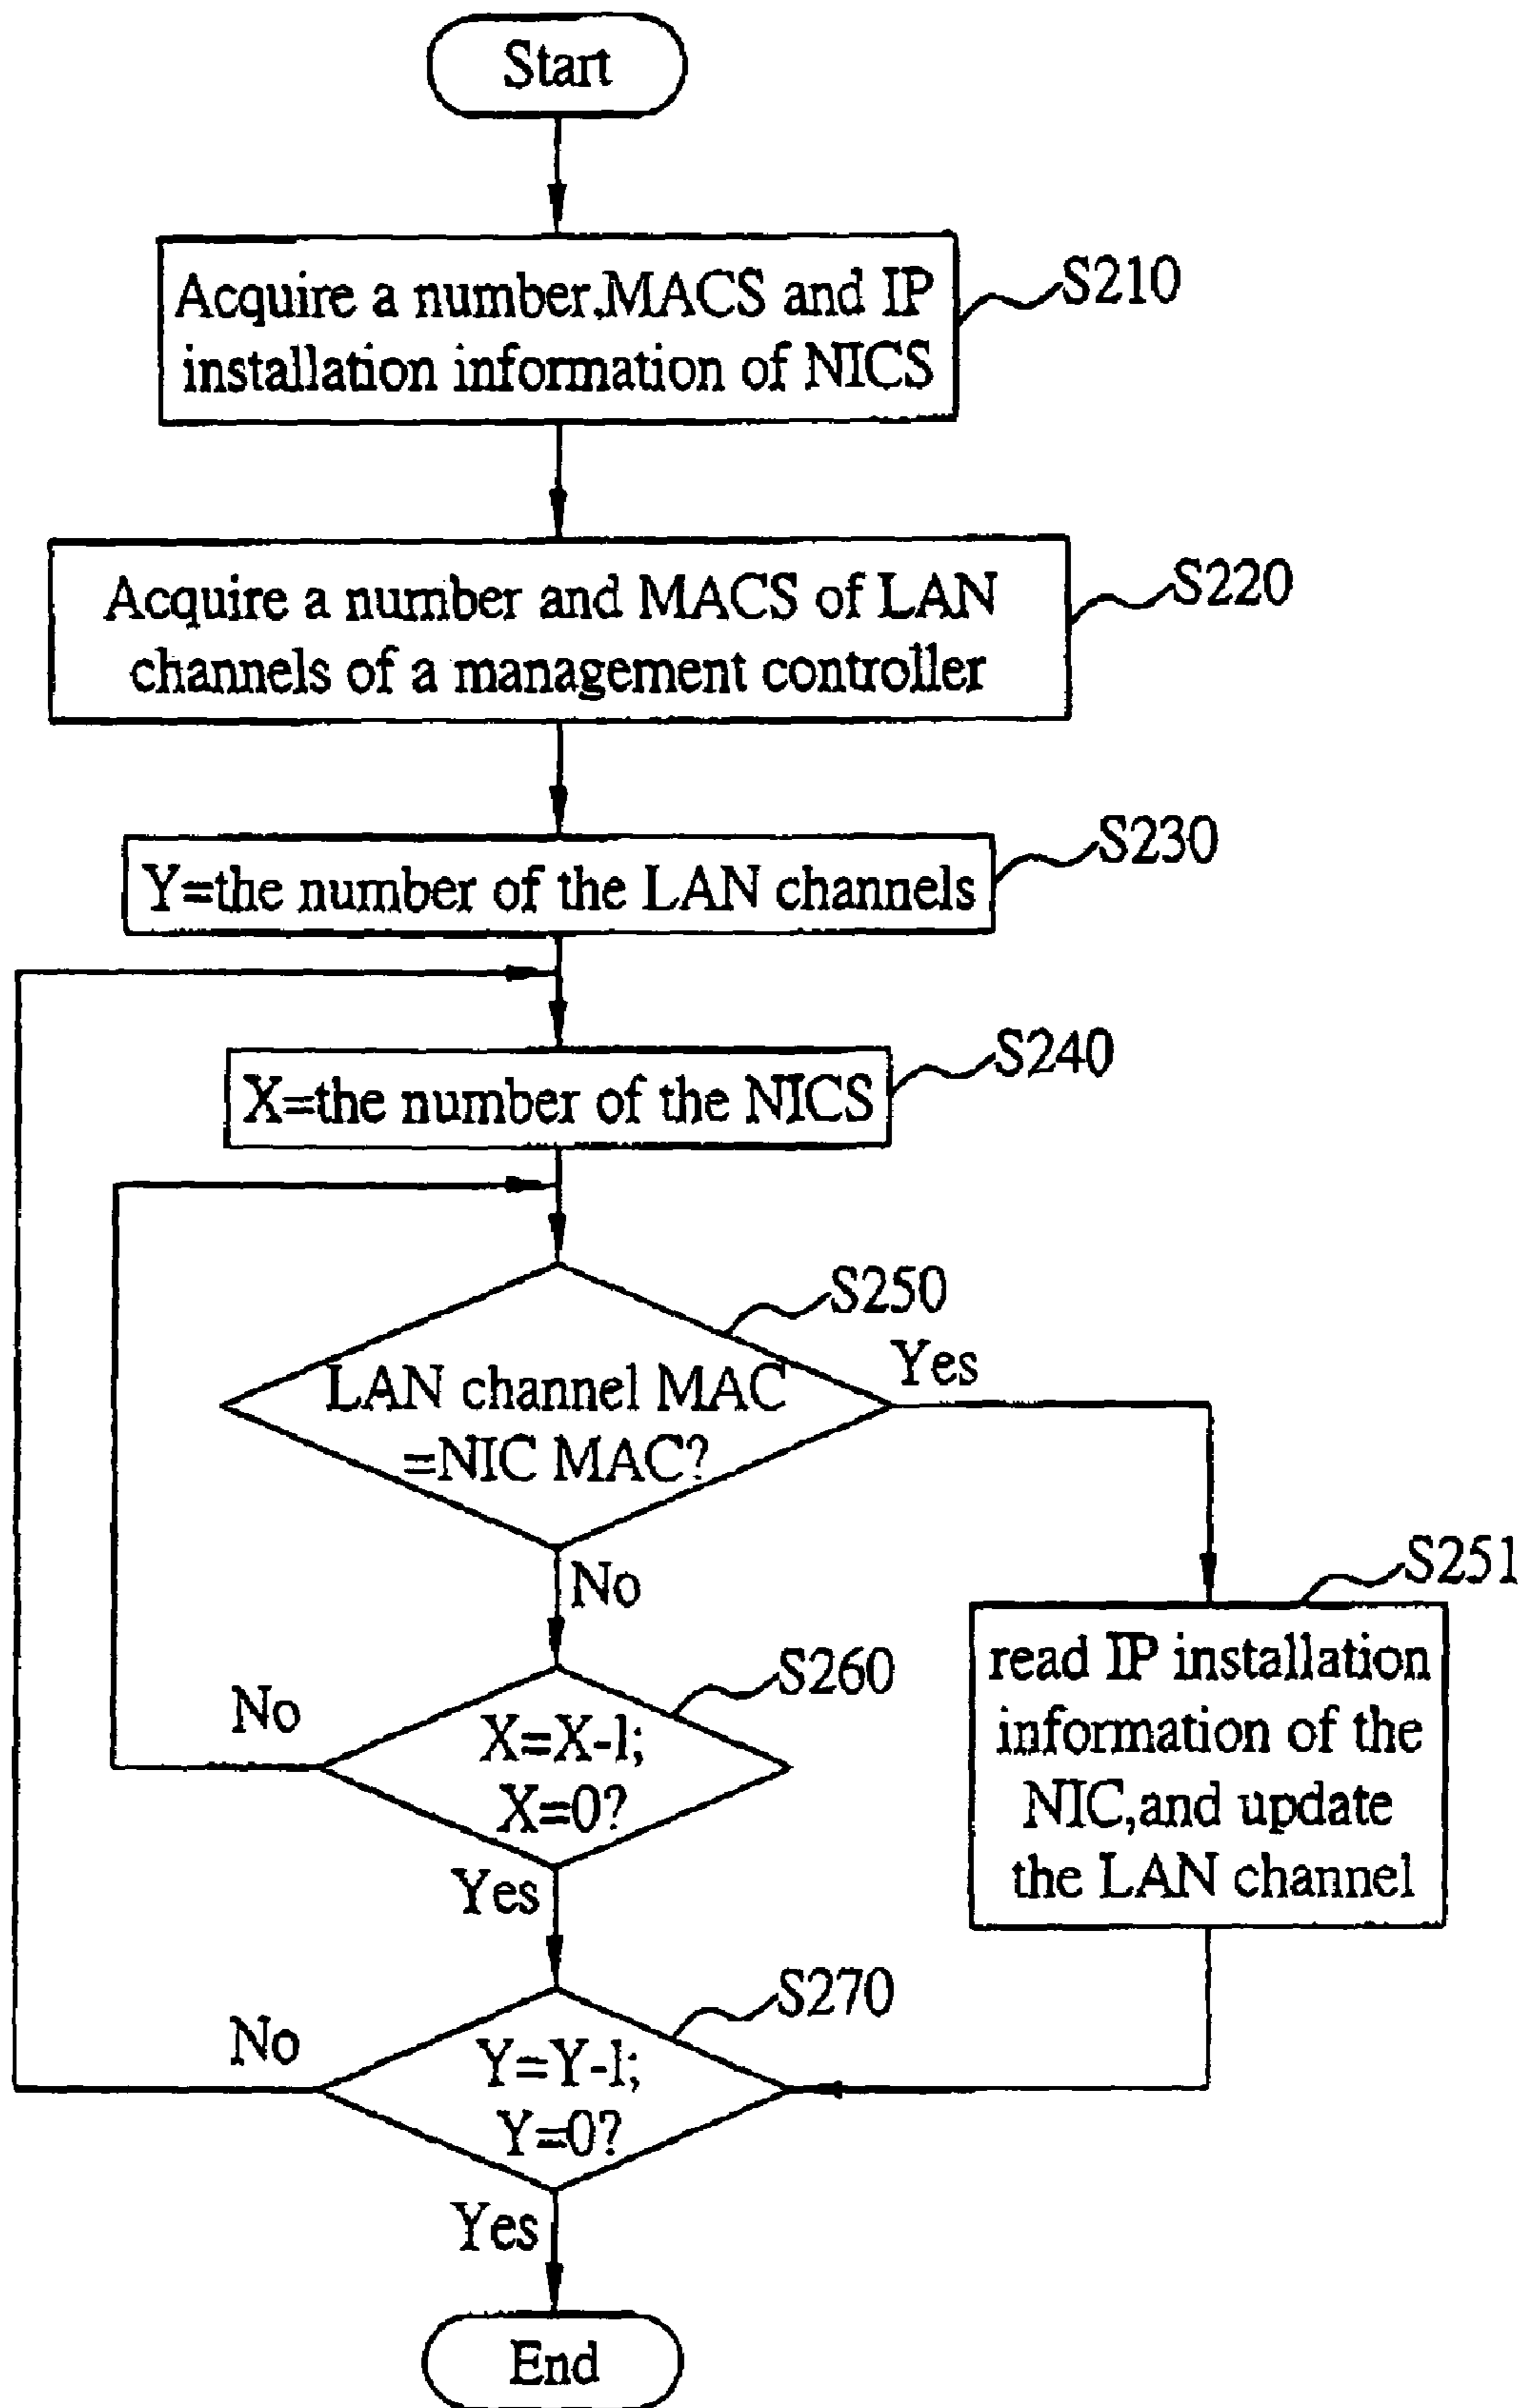 Start
Acquire a number,MACS and IP
installation information of NICS
S210
Acquire a number and MACS of LAN
channels of a management controller
S220
Y=the number of the LAN channels
S230
X=the number of the NICS
S240
LAN channel MAC
=NIC MAC?
S250
Yes
No
read IP installation
information of the
NIC,and update
the LAN channel
S251
X=X-1;
X=0?
S260
No
Yes
Y=Y-1;
Y=0?
S270
No
Yes
End